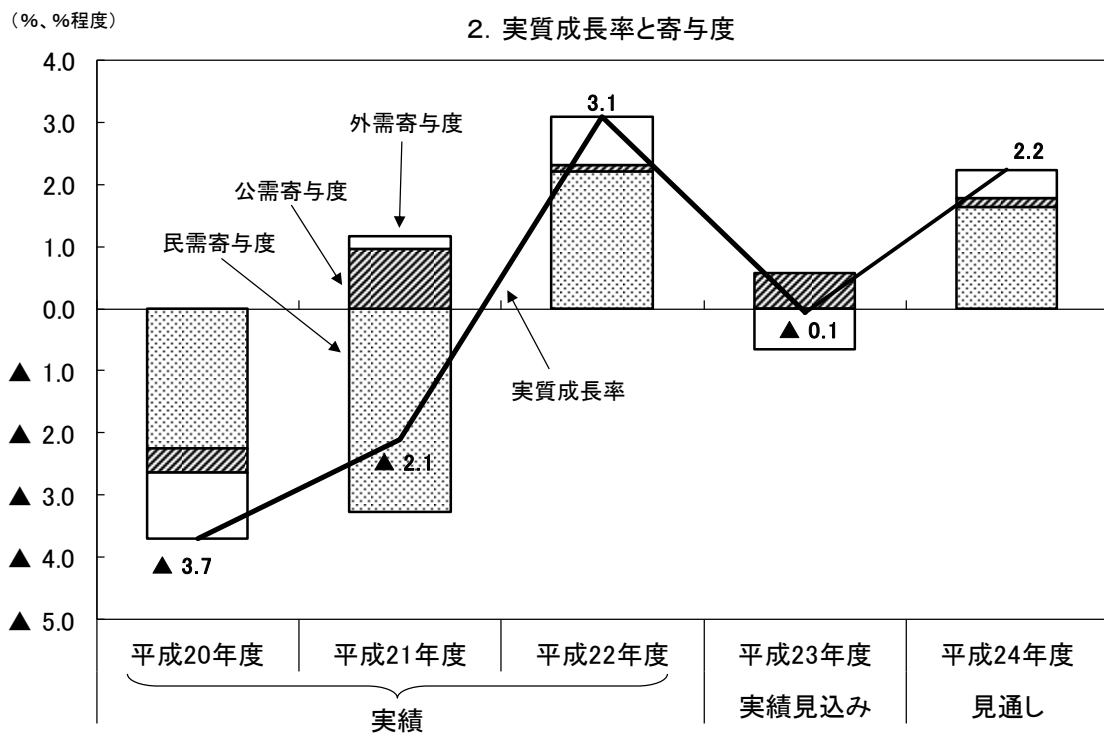 (%、%程度)
2. 実質成長率と寄与度
4.0
3.0
2.0
1.0
0.0
▲ 1.0
▲ 2.0
▲ 3.0
▲ 4.0
▲ 5.0
外需寄与度
公需寄与度
民需寄与度
実質成長率
▲ 3.7
▲ 2.1
3.1
▲ 0.1
2.2
平成20年度
平成21年度
平成22年度
平成23年度
平成24年度
実績
実績見込み
見通し